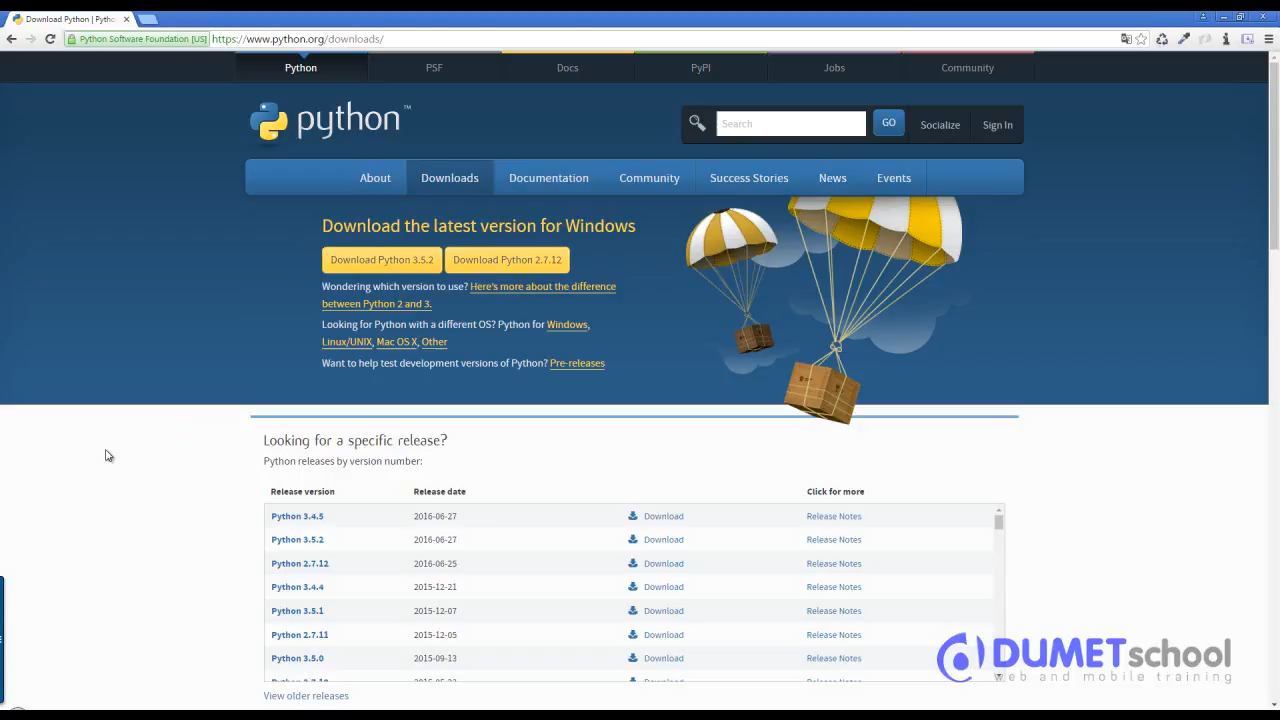 Download Python | Pytho
Python Software Foundation [US]
https://www.python.org/downloads/
Python
PSF
Docs
PyPI
Jobs
Community
python™
Search
GO
Socialize
Sign In
About
Downloads
Documentation
Community
Success Stories
News
Events
Download the latest version for Windows
Download Python 3.5.2
Download Python 2.7.12
Wondering which version to use? Here's more about the difference
between Python 2 and 3.
Looking for Python with a different OS? Python for Windows,
Linux/UNIX, Mac OS X, Other
Want to help test development versions of Python? Pre-releases
Looking for a specific release?
Python releases by version number:
Release version Release date Click for more
Python 3.4.5 2016-06-27 Download Release Notes
Python 3.5.2 2016-06-27 Download Release Notes
Python 2.7.12 2016-06-25 Download Release Notes
Python 3.4.4 2015-12-21 Download Release Notes
Python 3.5.1 2015-12-07 Download Release Notes
Python 2.7.11 2015-12-05 Download Release Notes
Python 3.5.0 2015-09-13 Download Release Notes
View older releases
DUMETschool
web and mobile training